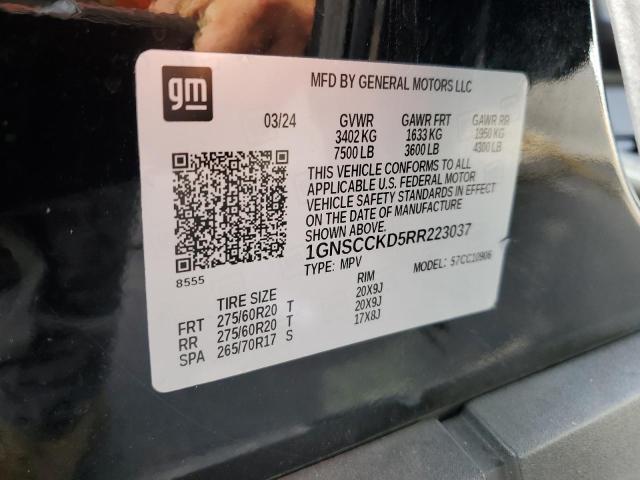 gm
MFD BY GENERAL MOTORS LLC
03/24 GVWR GAWR FRT GAWR RR
3402 KG 1633 KG 1950 KG
7500 LB 3600 LB 4300 LB
THIS VEHICLE CONFORMS TO ALL
APPLICABLE U.S. FEDERAL MOTOR
VEHICLE SAFETY STANDARDS IN EFFECT
ON THE DATE OF MANUFACTURE
SHOWN ABOVE.
1GNSCCKD5RR223037
8555
TYPE: MPV MODEL: 57CC10906
TIRE SIZE RIM
FRT 275/60R20 T 20X9J
RR 275/60R20 T 20X9J
SPA 265/70R17 S 17X8J